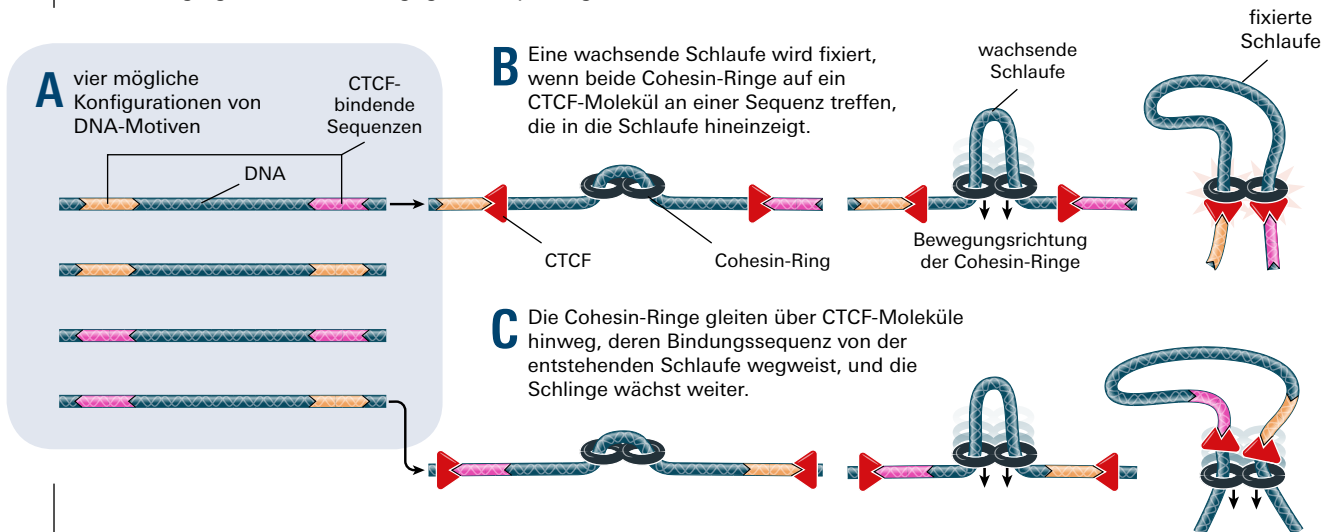 A
vier mögliche
Konfigurationen von
DNA-Motiven
CTCF-
bindende
Sequenzen
DNA
B
Eine wachsende Schlaufe wird fixiert,
wenn beide Cohesin-Ringe auf ein
CTCF-Molekül an einer Sequenz treffen,
die in die Schlaufe hineinzeigt.
wachsende
Schlaufe
fixierte
Schlaufe
CTCF
Cohesin-Ring
Bewegungsrichtung
der Cohesin-Ringe
C
Die Cohesin-Ringe gleiten über CTCF-Moleküle
hinweg, deren Bindungssequenz von der
entstehenden Schlaufe wegweist, und die
Schlinge wächst weiter.